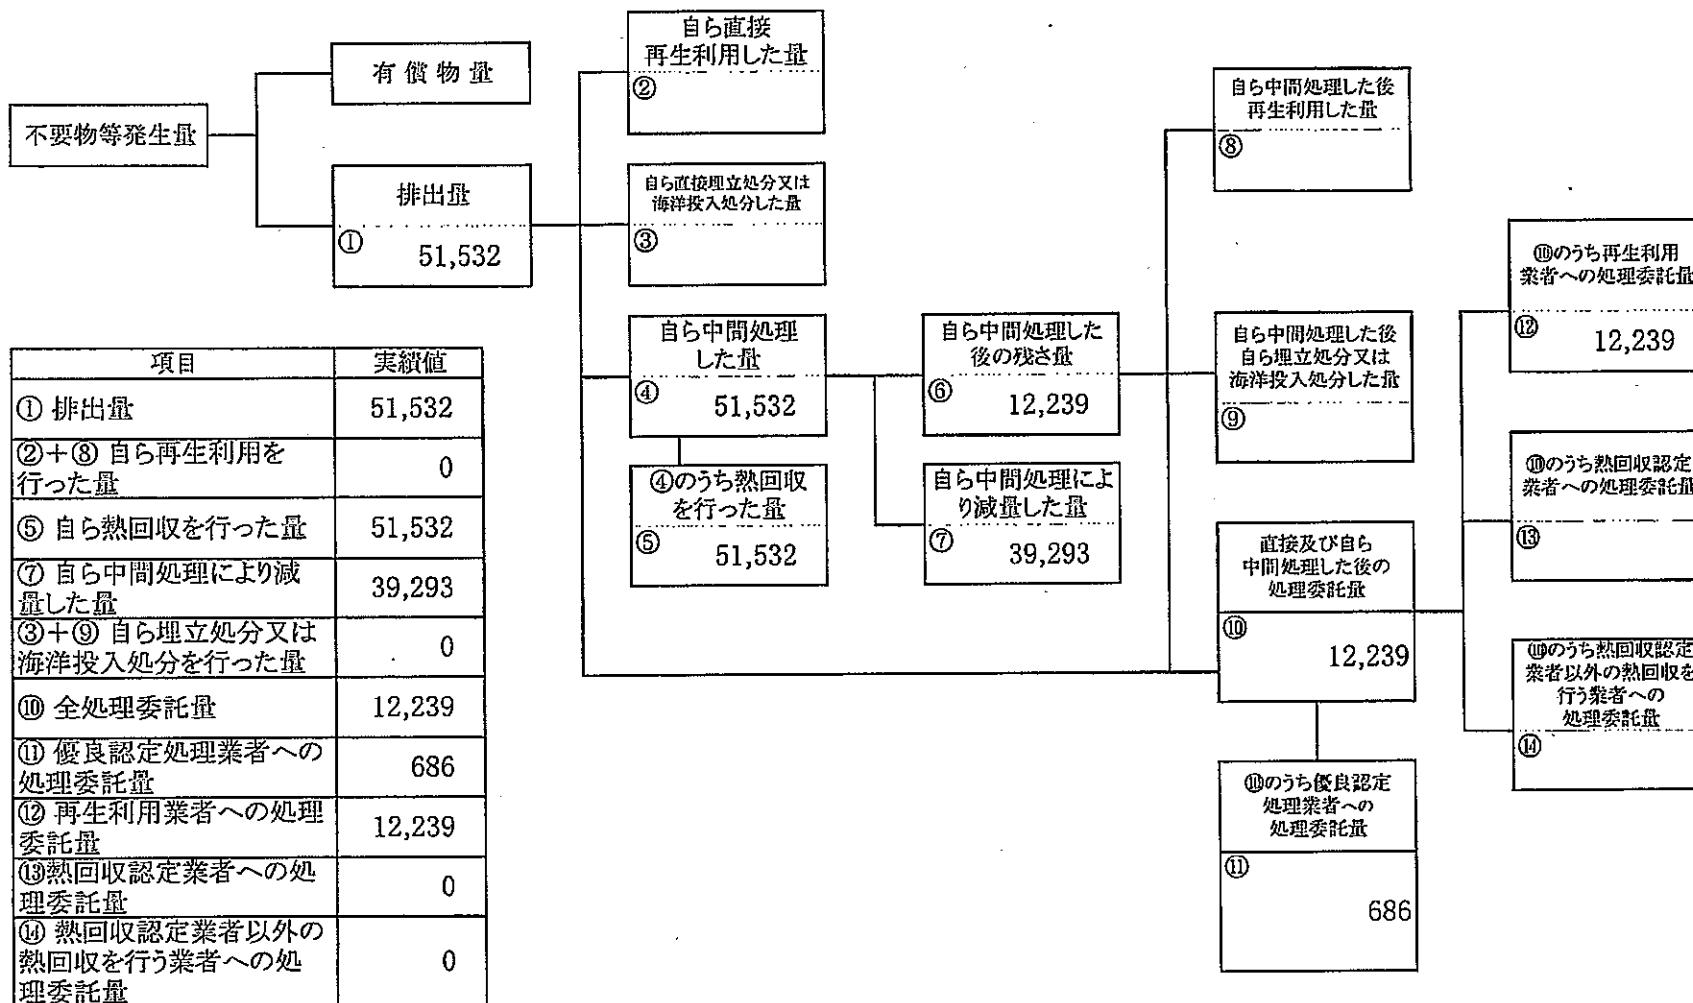 不要物等発生量
有償物量
排出量
①
51,532
自ら直接
再生利用した量
②
自ら直接埋立処分又は
海洋投入処分した量
③
自ら中間処理
した量
④
51,532
④のうち熱回収
を行った量
⑤
51,532
自ら中間処理した
後の残さ量
⑥
12,239
自ら中間処理によ
り減量した量
⑦
39,293
自ら中間処理した後
再生利用した量
⑧
自ら中間処理した後
自ら埋立処分又は
海洋投入処分した量
⑨
直接及び自ら
中間処理した後の
処理委託量
⑩
12,239
⑩のうち優良認定
処理業者への
処理委託量
⑪
686
⑩のうち再生利用
業者への処理委託量
⑫
12,239
⑩のうち熱回収認定
業者への処理委託量
⑬
⑩のうち熱回収認定
業者以外の熱回収を
行う業者への
処理委託量
⑭
項目 実績値
① 排出量 51,532
②+⑧ 自ら再生利用を
行った量 0
⑤ 自ら熱回収を行った量 51,532
⑦ 自ら中間処理により減
量した量 39,293
③+⑨ 自ら埋立処分又は
海洋投入処分を行った量 0
⑩ 全処理委託量 12,239
⑪ 優良認定処理業者への
処理委託量 686
⑫ 再生利用業者への処理
委託量 12,239
⑬熱回収認定業者への処
理委託量 0
⑭ 熱回収認定業者以外の
熱回収を行う業者への処
理委託量 0